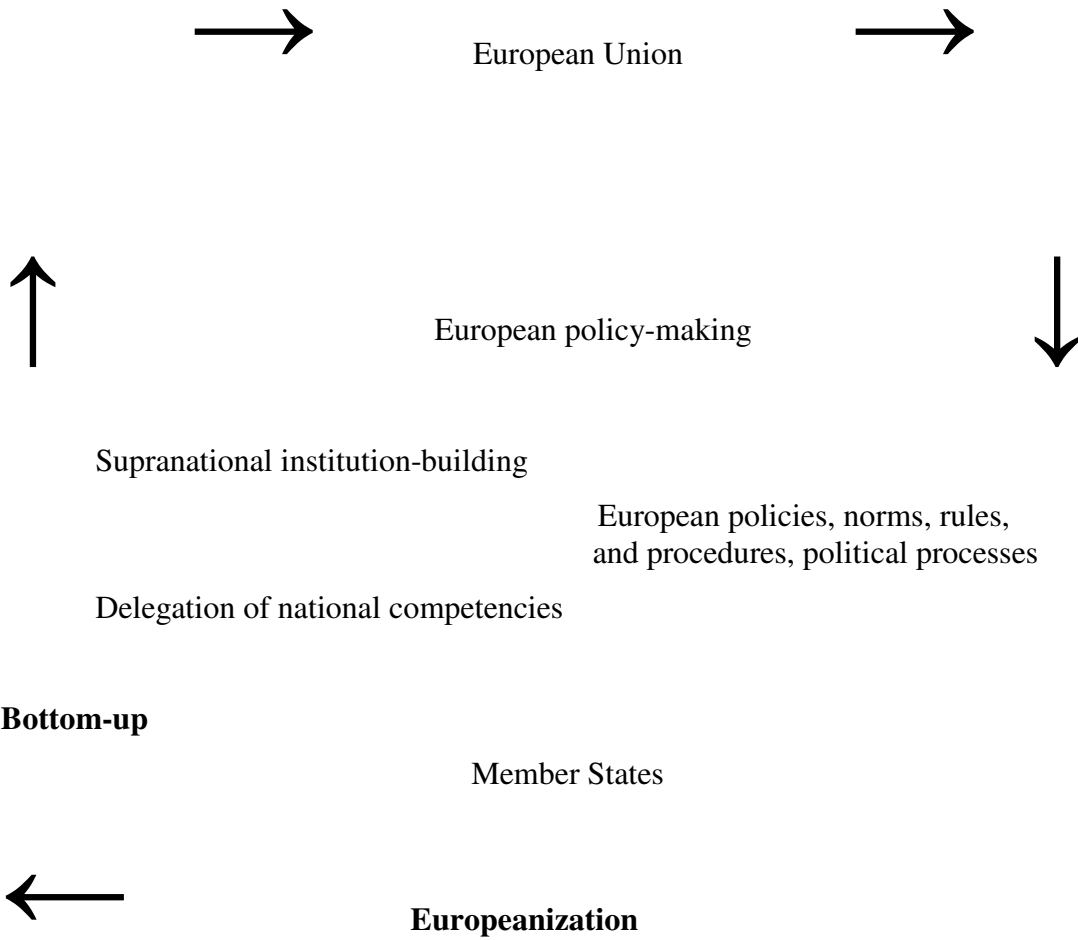 European Union
European policy-making
Supranational institution-building
European policies, norms, rules,
and procedures, political processes
Delegation of national competencies
Bottom-up
Member States
Europeanization